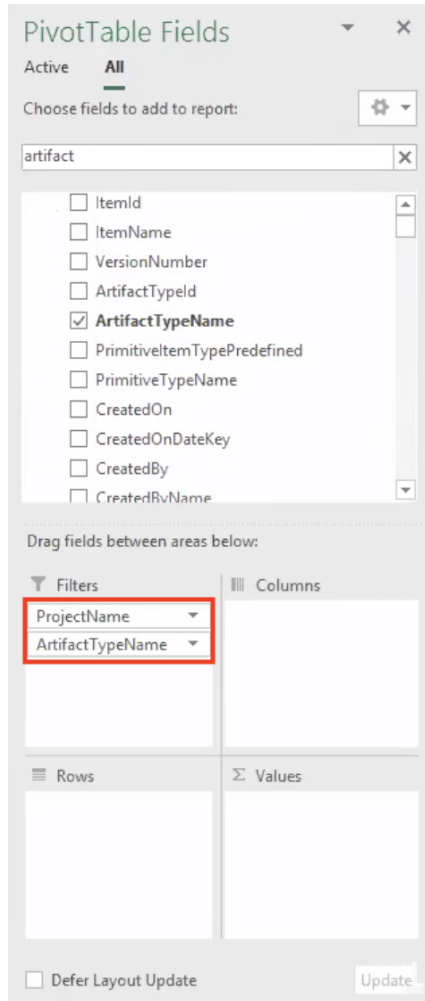 PivotTable Fields
Active All
Choose fields to add to report:
artifact
ItemId
ItemName
VersionNumber
ArtifactTypeId
ArtifactTypeName
PrimitiveItemTypePredefined
PrimitiveTypeName
CreatedOn
CreatedOnDateKey
CreatedBy
CreatedByName
Drag fields between areas below:
Filters Columns
ProjectName
ArtifactTypeName
Rows Σ Values
Defer Layout Update Update